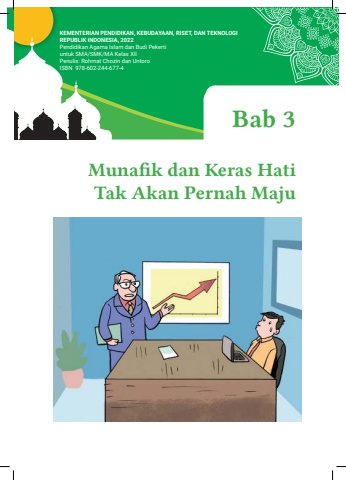 KEMENTERIAN PENDIDIKAN, KEBUDAYAAN, RISET, DAN TEKNOLOGI
REPUBLIK INDONESIA, 2022
Pendidikan Agama Islam dan Budi Pekerti
untuk SMA/SMK/MA Kelas XII
Penulis: Rohmat Chozin dan Untoro
ISBN 978-602-244-677-4
Bab 3
Munafik dan Keras Hati
Tak Akan Pernah Maju